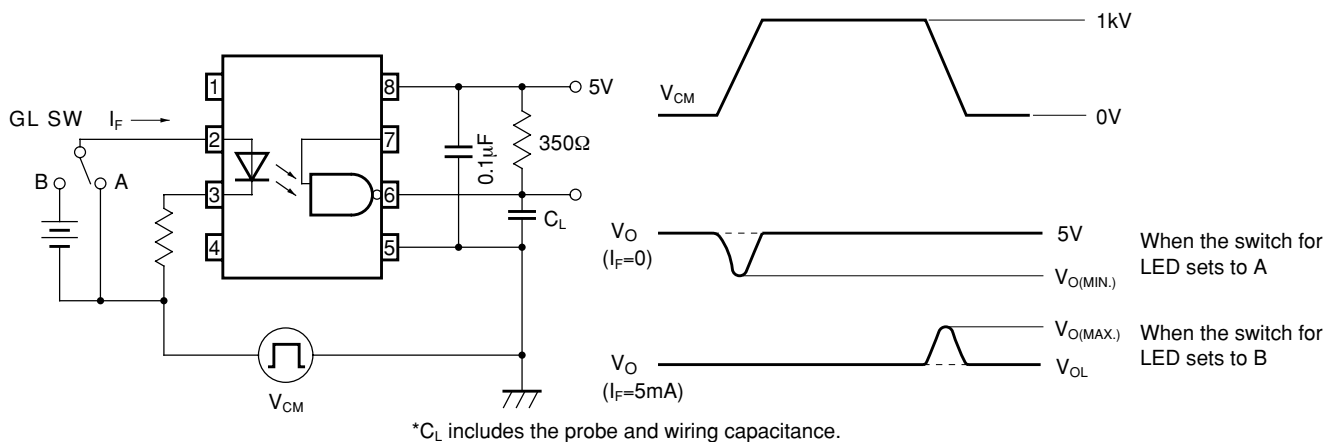 GL SW
I_F
B
A
1
2
3
4
8
7
6
5
5V
0.1μF
350Ω
C_L
V_CM
*C_L includes the probe and wiring capacitance.
V_CM
1kV
0V
V_O
(I_F=0)
5V
V_O(MIN.)
When the switch for
LED sets to A
V_O
(I_F=5mA)
V_O(MAX.)
V_OL
When the switch for
LED sets to B